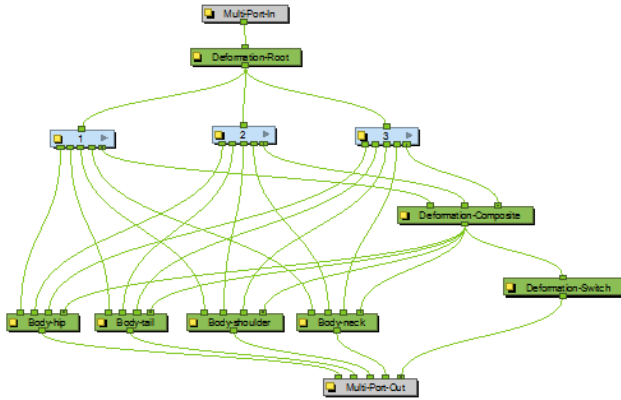 Multi-Port-In
Deformation-Root
1
2
3
Deformation-Composite
Deformation-Switch
Body-hip
Body-tail
Body-shoulder
Body-neck
Multi-Port-Out